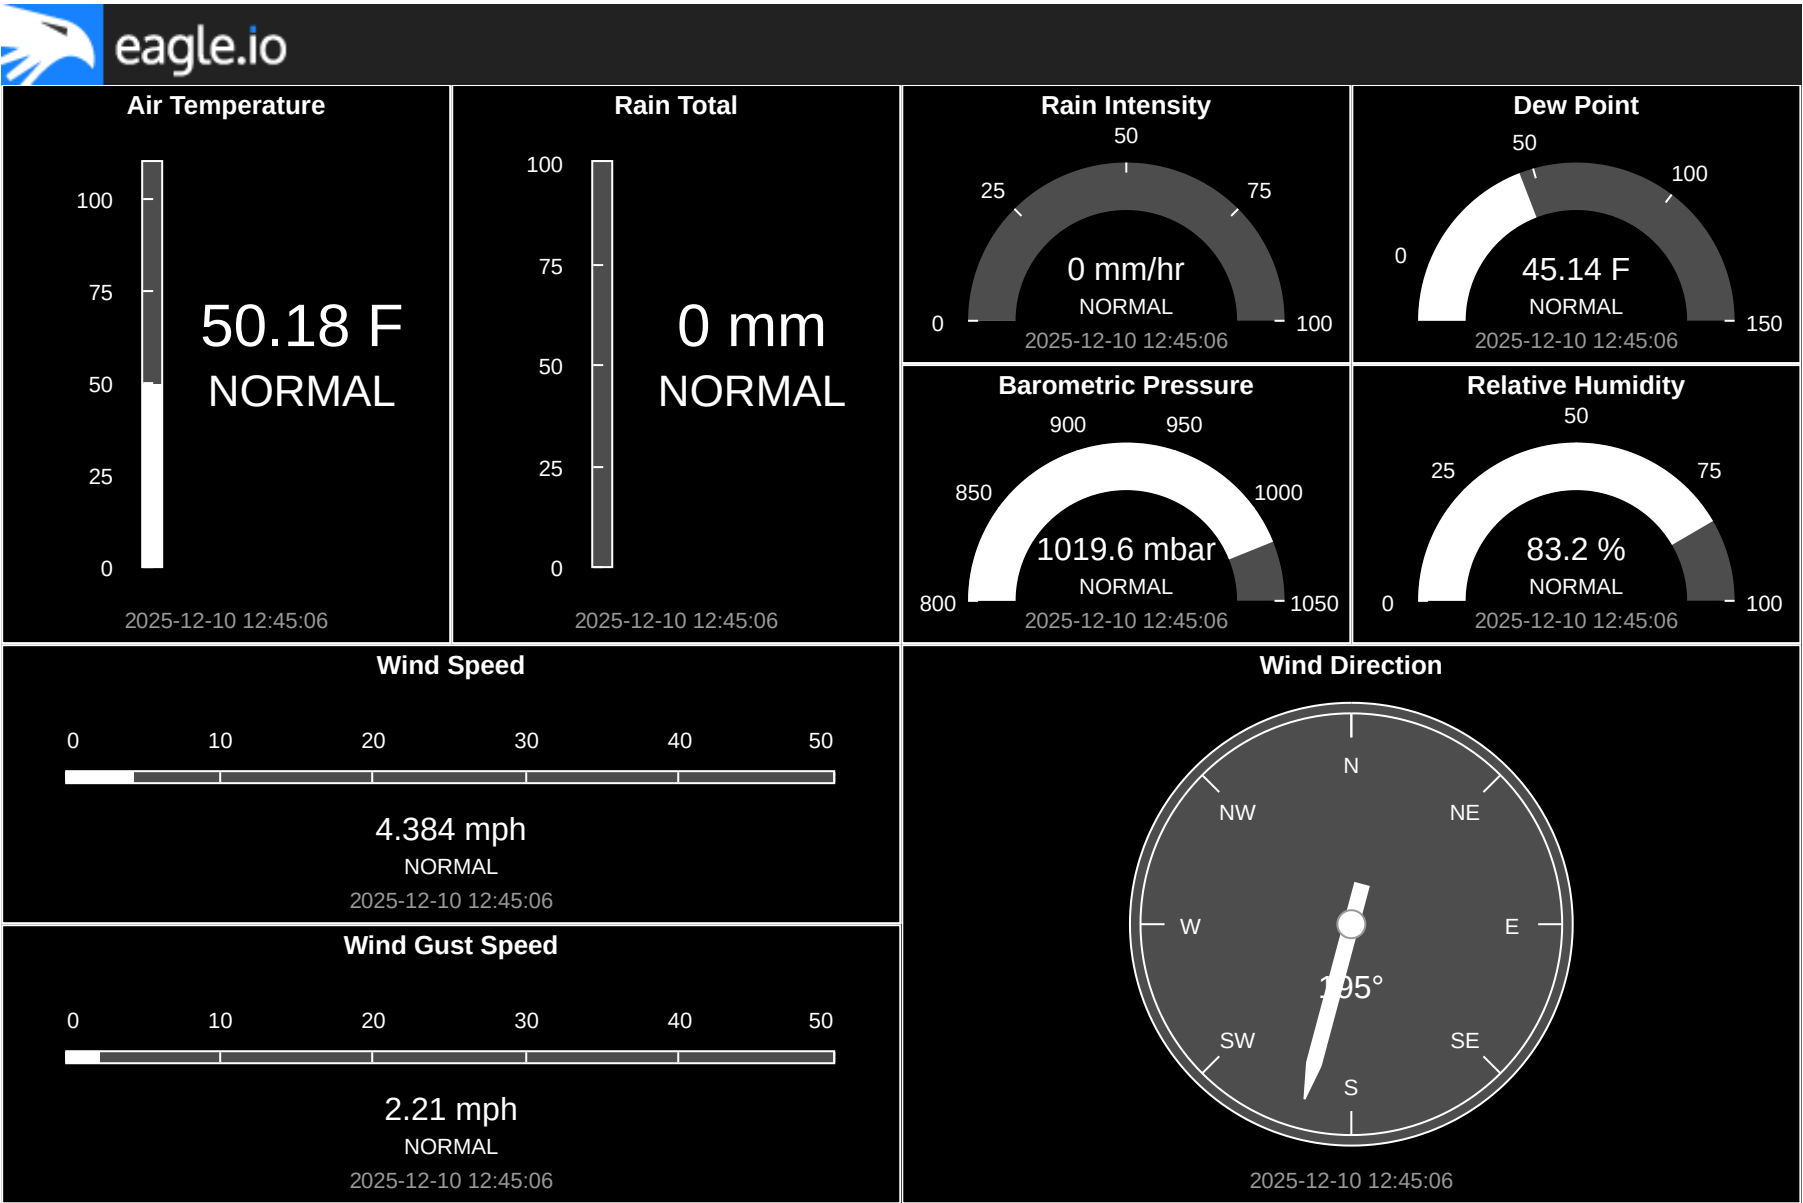 eagle.io
Air Temperature
100
75
50
25
0
50.18 F
NORMAL
2025-12-10 12:45:06
Rain Total
100
75
50
25
0
0 mm
NORMAL
2025-12-10 12:45:06
Rain Intensity
50
25
75
0
100
0 mm/hr
NORMAL
2025-12-10 12:45:06
Dew Point
50
100
0
150
45.14 F
NORMAL
2025-12-10 12:45:06
Barometric Pressure
900 950
850 1000
800 1050
1019.6 mbar
NORMAL
2025-12-10 12:45:06
Relative Humidity
50
25 75
0 100
83.2 %
NORMAL
2025-12-10 12:45:06
Wind Speed
0 10 20 30 40 50
4.384 mph
NORMAL
2025-12-10 12:45:06
Wind Gust Speed
0 10 20 30 40 50
2.21 mph
NORMAL
2025-12-10 12:45:06
Wind Direction
N
NW NE
W E
195°
SW SE
S
2025-12-10 12:45:06